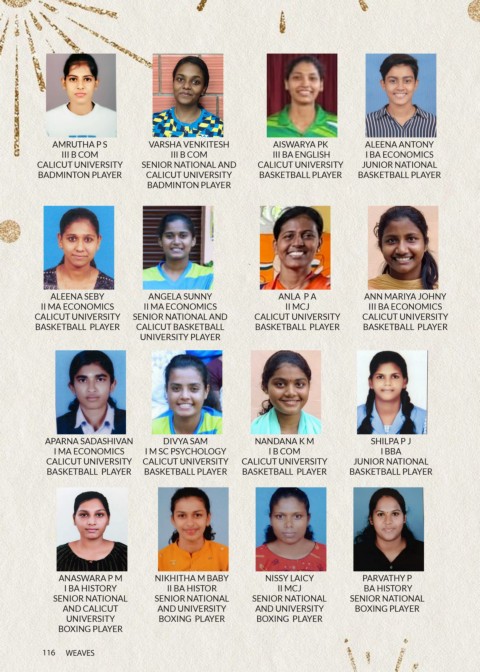 AMRUTHA P S
III B COM
CALICUT UNIVERSITY
BADMINTON PLAYER
VARSHA VENKITESH
III B COM
SENIOR NATIONAL AND
CALICUT UNIVERSITY
BADMINTON PLAYER
AISWARYA PK
III BA ENGLISH
CALICUT UNIVERSITY
BASKETBALL PLAYER
ALEENA ANTONY
I BA ECONOMICS
JUNIOR NATIONAL
BASKETBALL PLAYER
ALEENA SEBY
II MA ECONOMICS
CALICUT UNIVERSITY
BASKETBALL PLAYER
ANGELA SUNNY
II MA ECONOMICS
SENIOR NATIONAL AND
CALICUT BASKETBALL
UNIVERSITY PLAYER
ANLA P A
II MCJ
CALICUT UNIVERSITY
BASKETBALL PLAYER
ANN MARIYA JOHNY
III BA ECONOMICS
CALICUT UNIVERSITY
BASKETBALL PLAYER
APARNA SADASHIVAN
I MA ECONOMICS
CALICUT UNIVERSITY
BASKETBALL PLAYER
DIVYA SAM
I M SC PSYCHOLOGY
CALICUT UNIVERSITY
BASKETBALL PLAYER
NANDANA K M
I B COM
CALICUT UNIVERSITY
BASKETBALL PLAYER
SHILPA P J
I BBA
JUNIOR NATIONAL
BASKETBALL PLAYER
ANASWARA P M
I BA HISTORY
SENIOR NATIONAL
AND CALICUT
UNIVERSITY
BOXING PLAYER
NIKHITHA M BABY
II BA HISTOR
SENIOR NATIONAL
AND UNIVERSITY
BOXING PLAYER
NISSY LAICY
II MCJ
SENIOR NATIONAL
AND UNIVERSITY
BOXING PLAYER
PARVATHY P
BA HISTORY
SENIOR NATIONAL
BOXING PLAYER
116 WEAVES